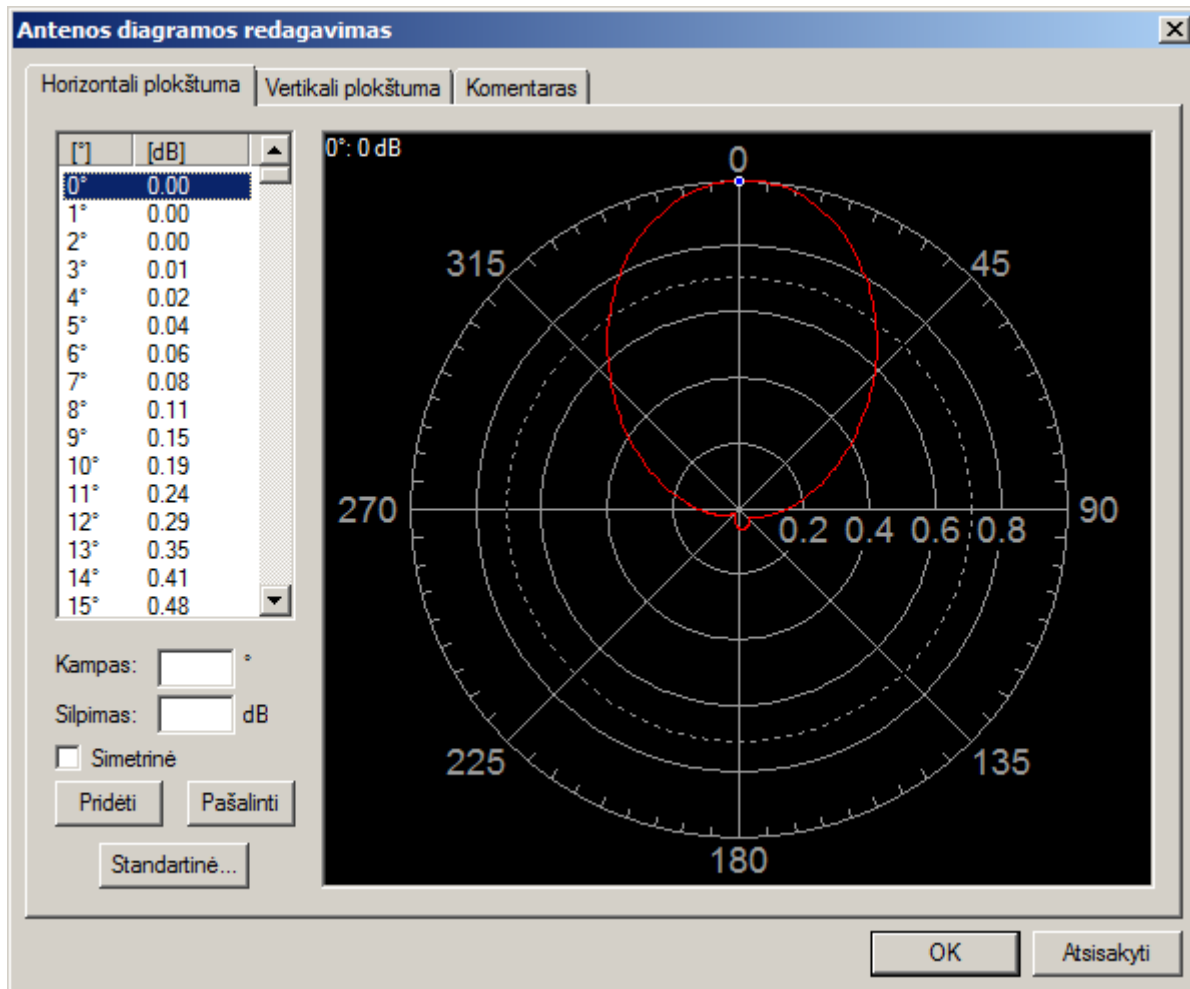 Antenos diagramos redagavimas
Horizontali plokštuma Vertikali plokštuma Komentaras
[°] [dB]
0° 0.00
1° 0.00
2° 0.00
3° 0.01
4° 0.02
5° 0.04
6° 0.06
7° 0.08
8° 0.11
9° 0.15
10° 0.19
11° 0.24
12° 0.29
13° 0.35
14° 0.41
15° 0.48
Kampas: °
Silpimas: dB
Simetrinė
Pridėti Pašalinti
Standartinė...
0°: 0 dB
0
315 45
270 90
0.2 0.4 0.6 0.8
225 135
180
OK Atsisakyti